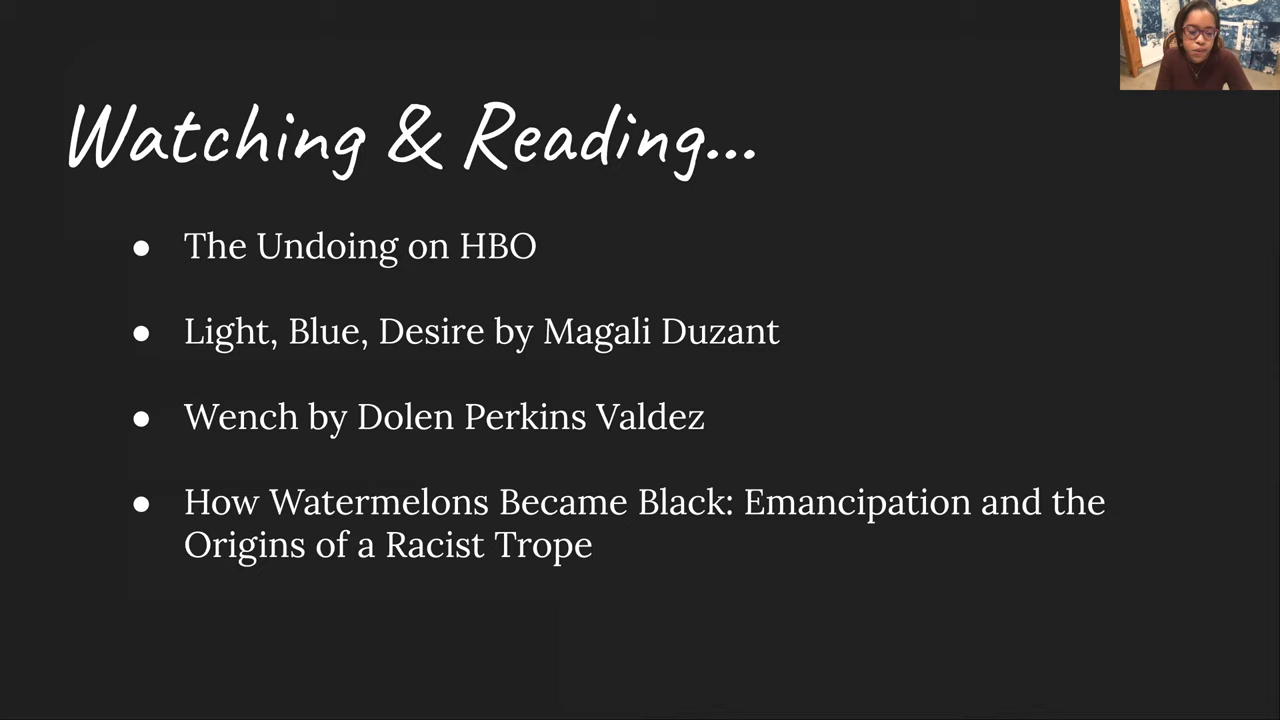 Watching & Reading...
● The Undoing on HBO
● Light, Blue, Desire by Magali Duzant
● Wench by Dolen Perkins Valdez
● How Watermelons Became Black: Emancipation and the
Origins of a Racist Trope